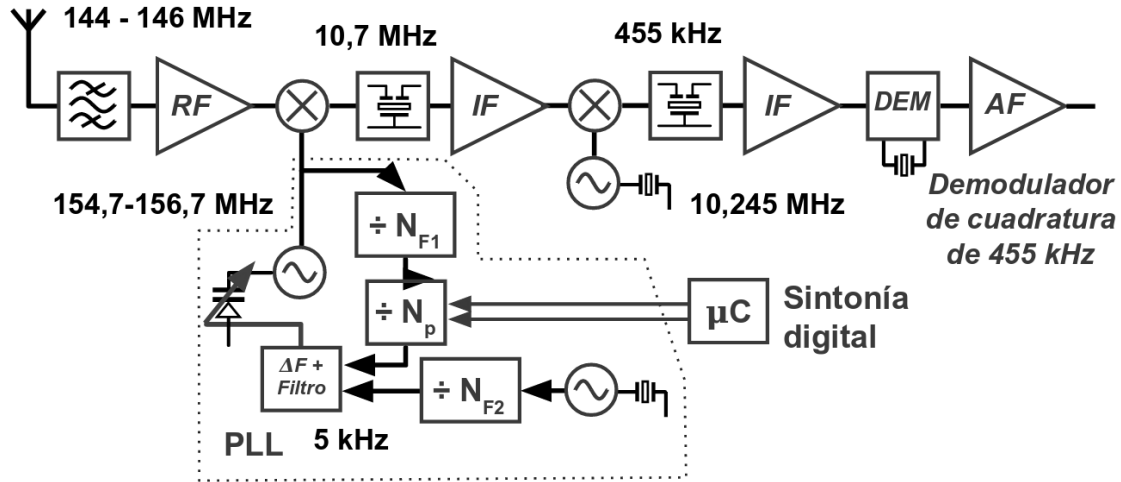 144 - 146 MHz
10,7 MHz
455 kHz
RF
IF
IF
DEM
AF
154,7-156,7 MHz
10,245 MHz
Demodulador
de cuadratura
de 455 kHz
÷ NF1
÷ Np
µC
Sintonía
digital
ΔF +
Filtro
÷ NF2
5 kHz
PLL